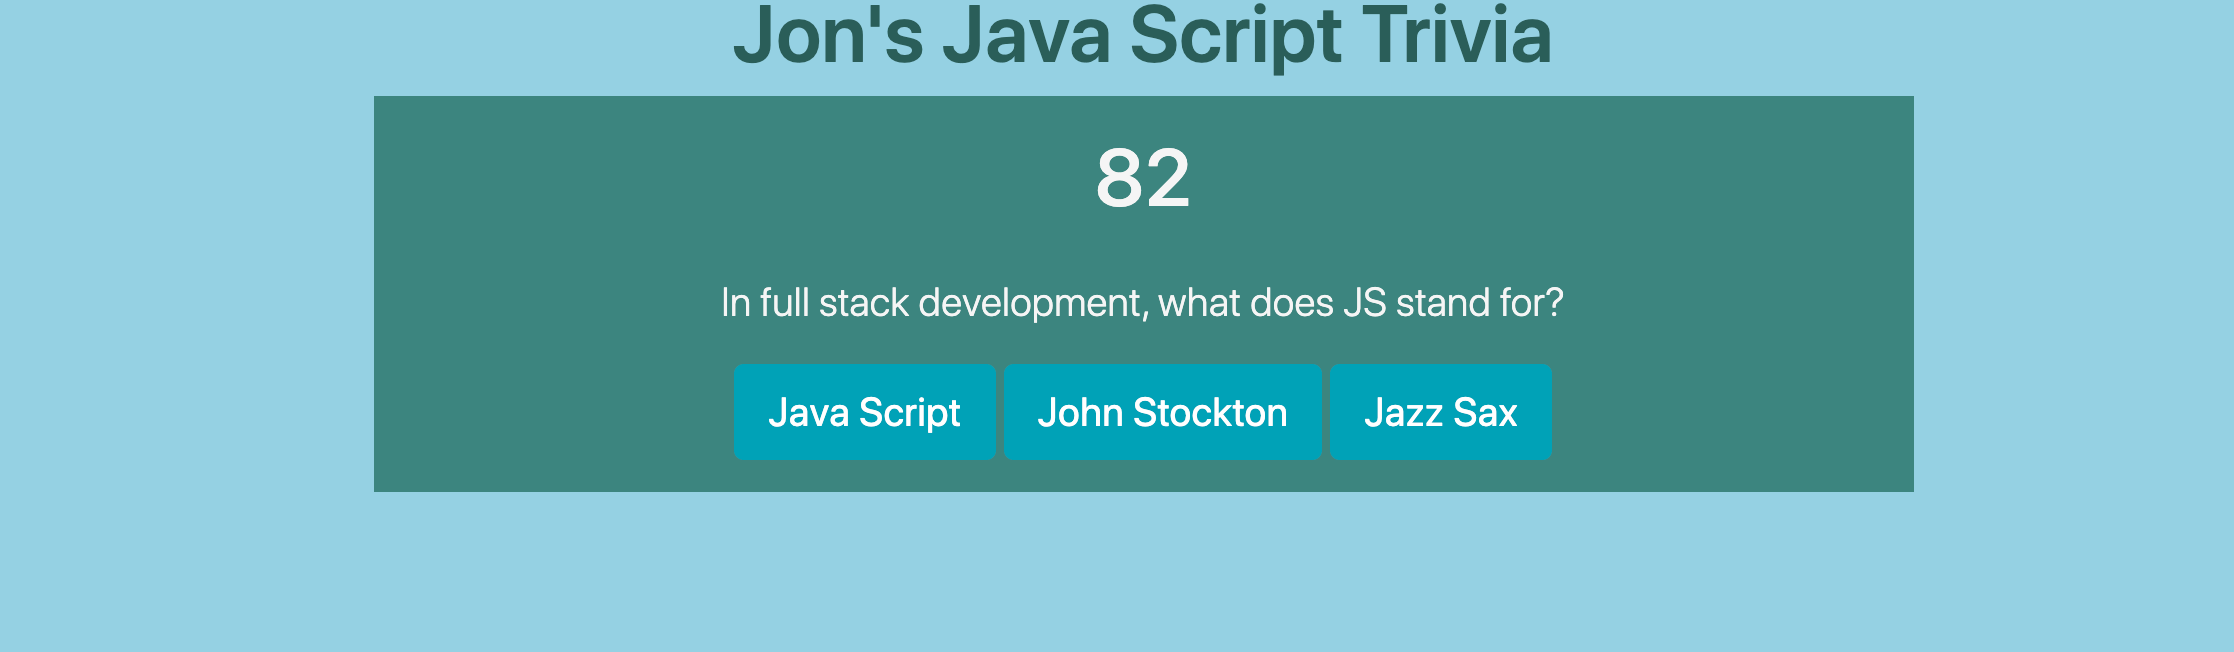 Jon's Java Script Trivia
82
In full stack development, what does JS stand for?
Java Script John Stockton Jazz Sax